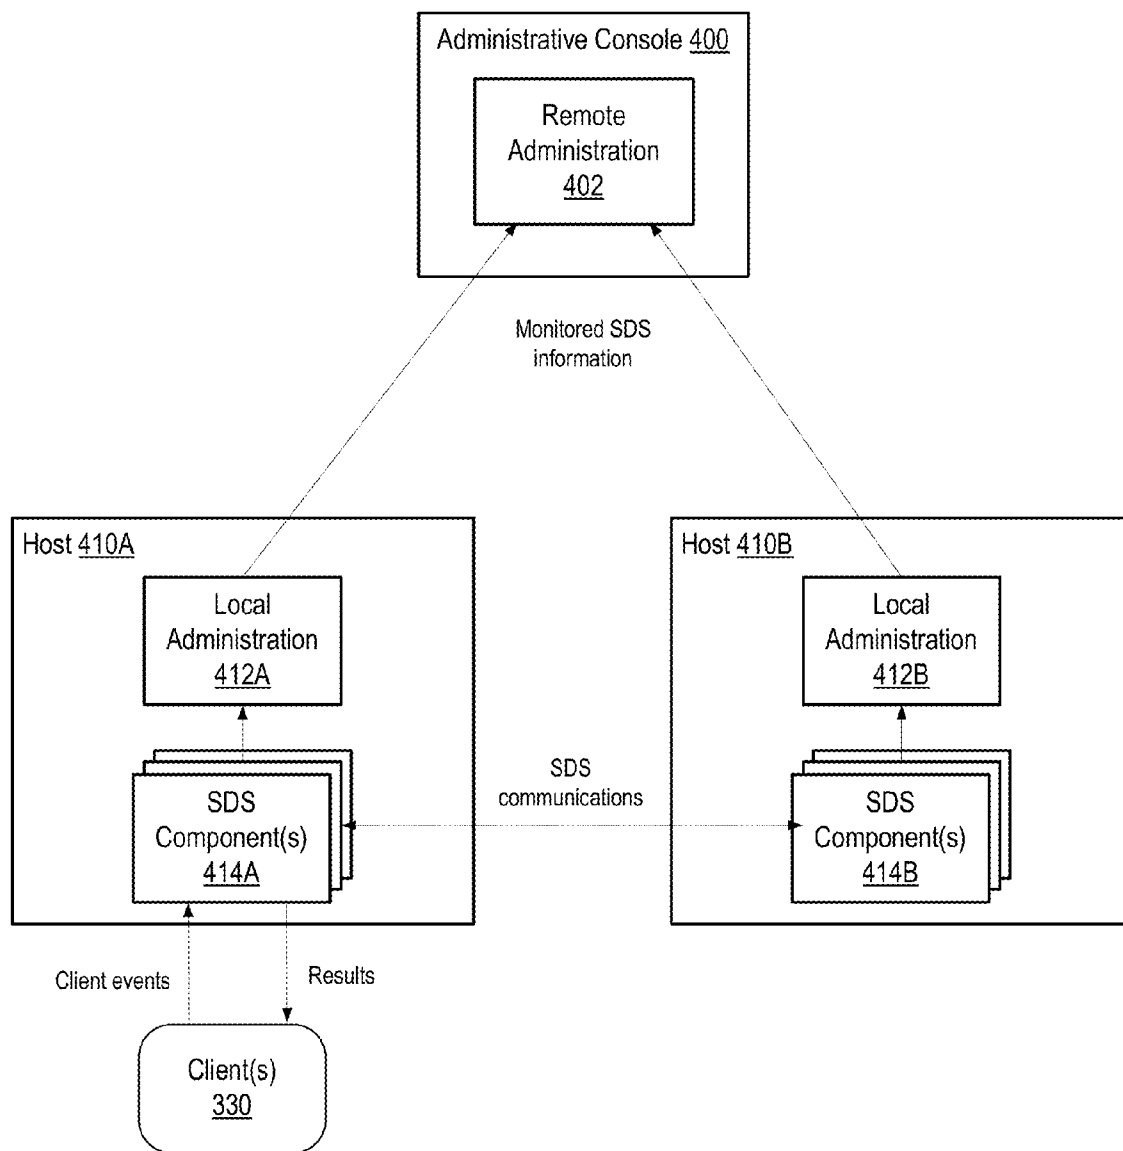 Administrative Console 400
Remote
Administration
402
Monitored SDS
information
Host 410A
Local
Administration
412A
SDS
Component(s)
414A
SDS
communications
Host 410B
Local
Administration
412B
SDS
Component(s)
414B
Client events
Results
Client(s)
330